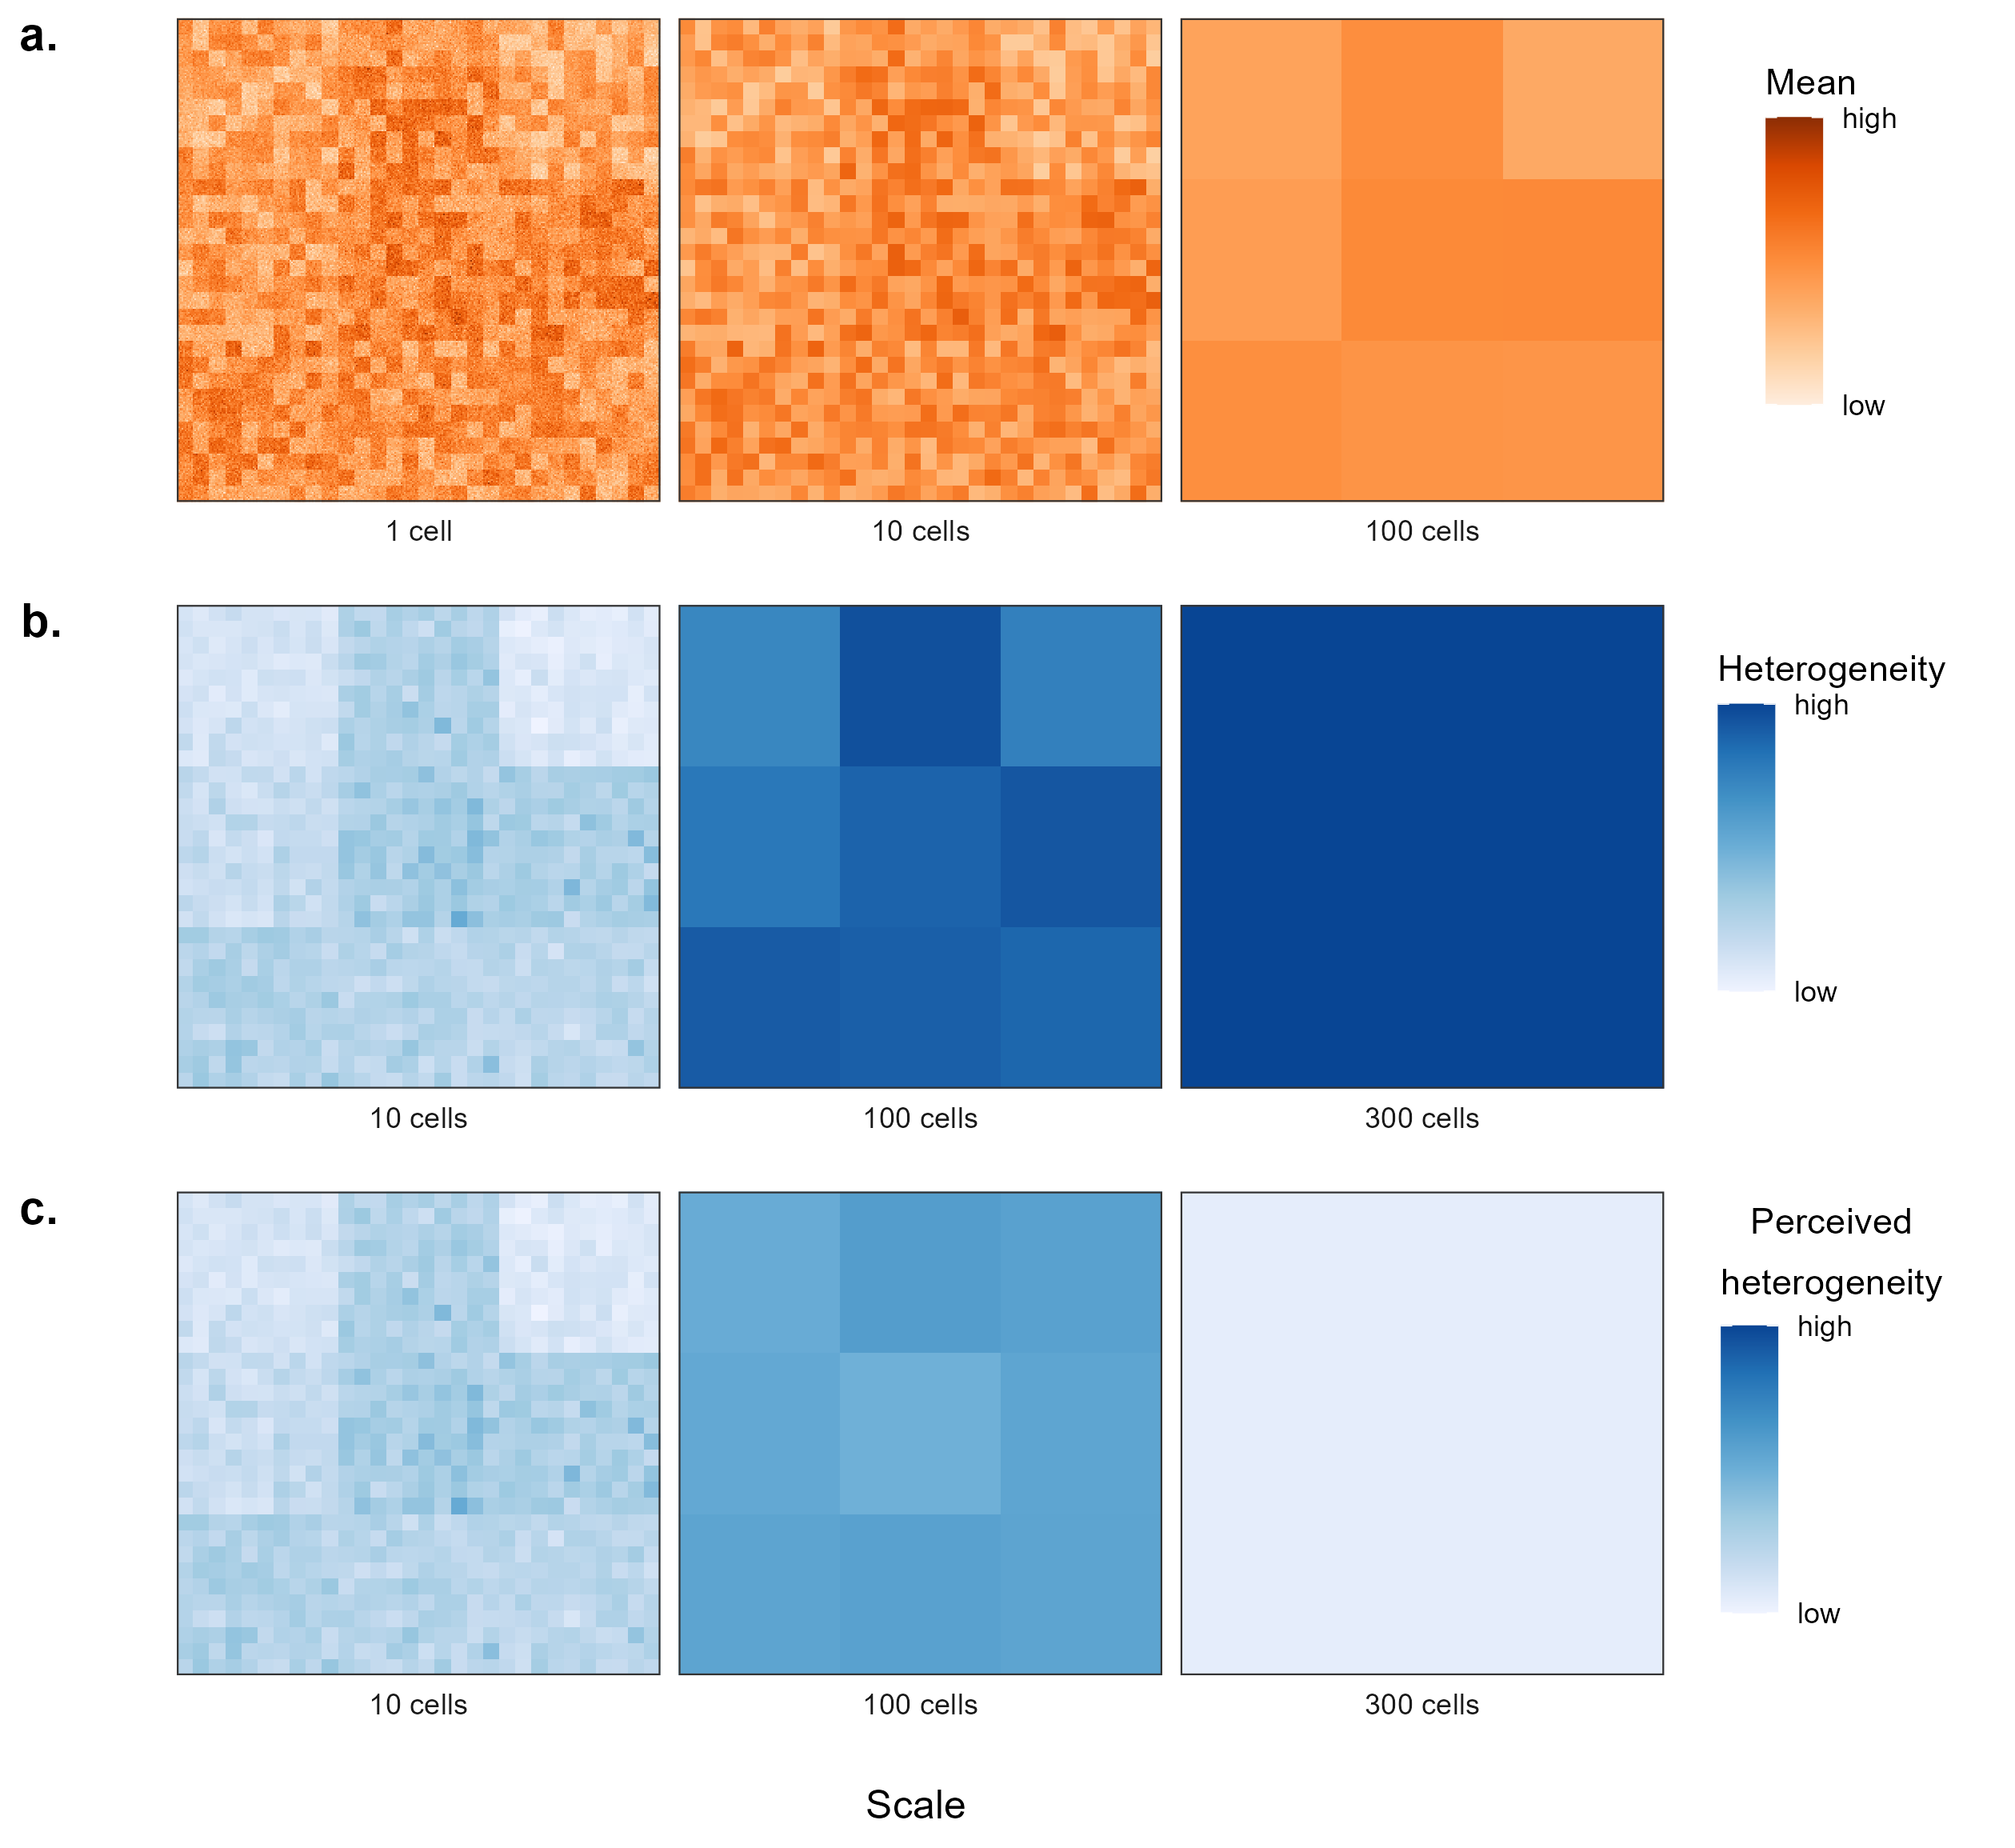 a.
Mean
high
low
1 cell
10 cells
100 cells
b.
Heterogeneity
high
low
10 cells
100 cells
300 cells
c.
Perceived
heterogeneity
high
low
10 cells
100 cells
300 cells
Scale